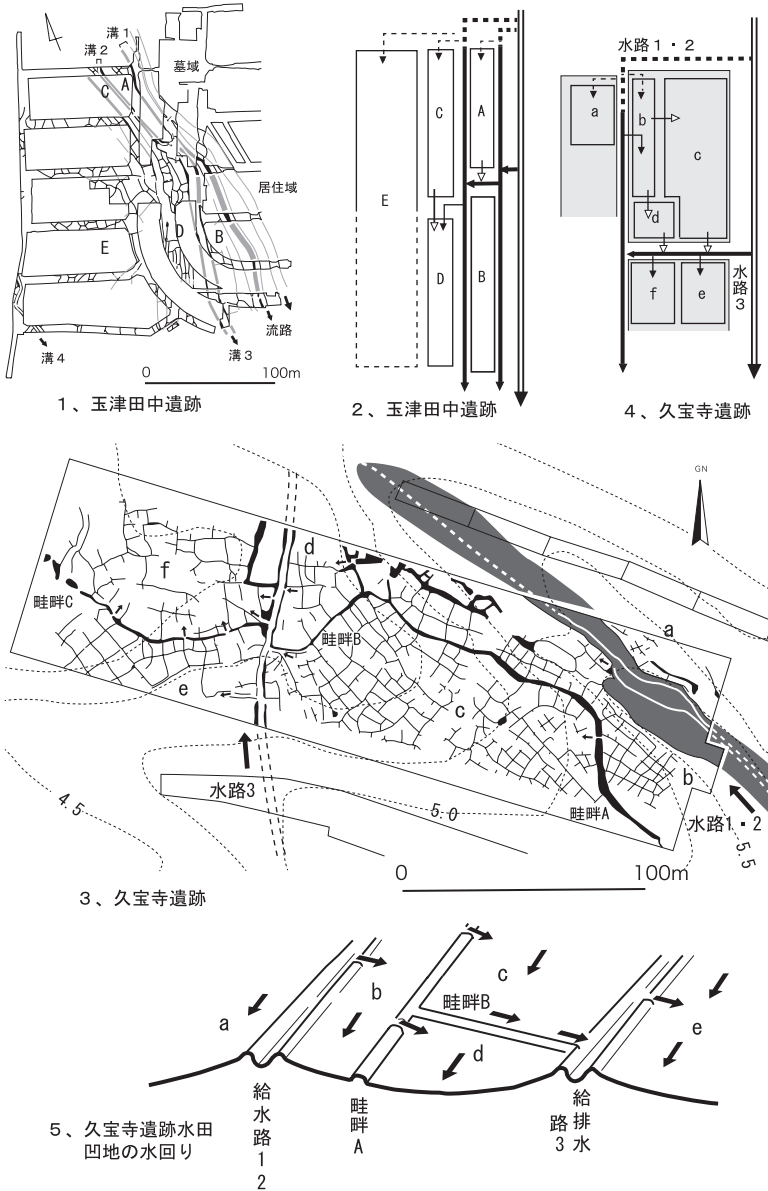 溝1
溝2
墓域
A
C
居住域
D
B
E
流路
溝3
溝4
0
100m
1、玉津田中遺跡
C
A
E
D
B
2、玉津田中遺跡
水路1・2
a
b
c
d
水路3
f
e
4、久宝寺遺跡
GN
d
f
畦畔C
畦畔B
a
e
c
b
水路3
畦畔A
4.5
5.0
水路1・2
5.5
0
100m
3、久宝寺遺跡
c
b
畦畔B
a
e
d
給水路12
畦畔A
給排水路3
5、久宝寺遺跡水田
凹地の水回り